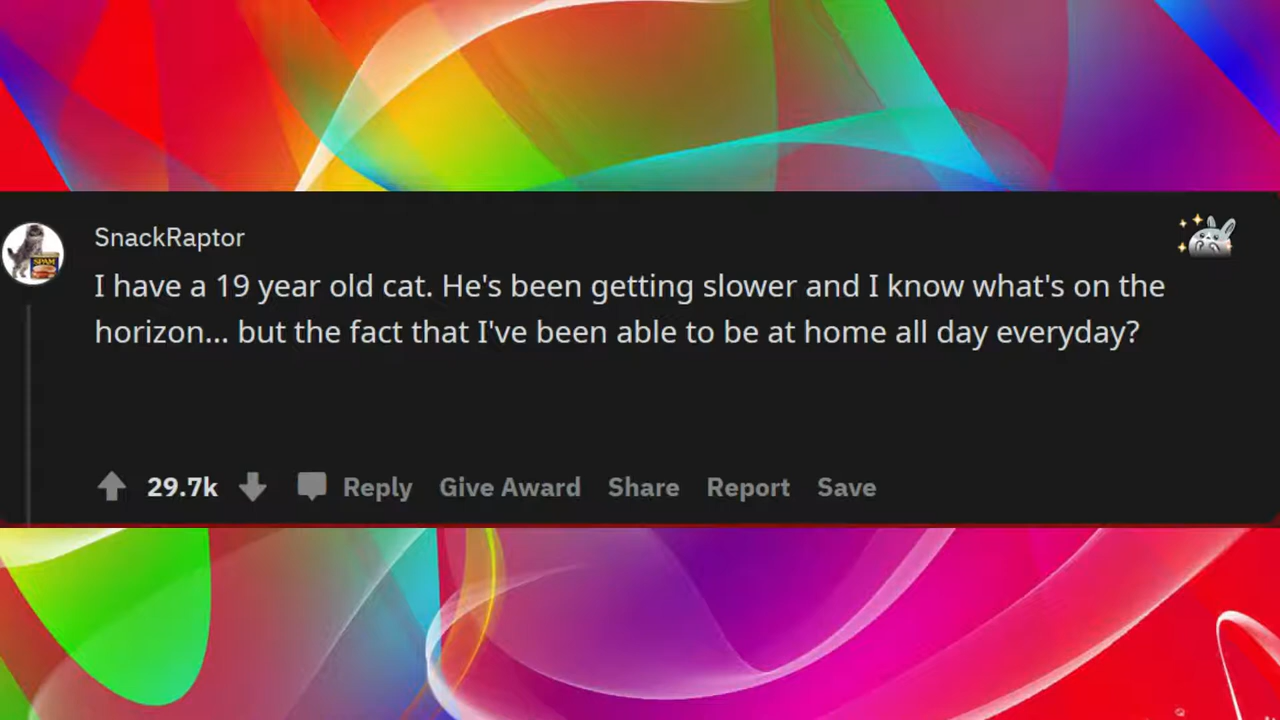 SnackRaptor
I have a 19 year old cat. He's been getting slower and I know what's on the
horizon... but the fact that I've been able to be at home all day everyday?
29.7k Reply Give Award Share Report Save
SPAM